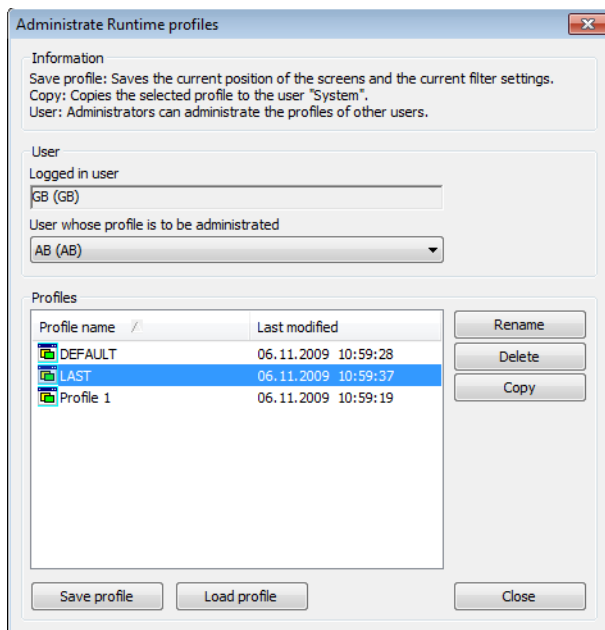 Administrate Runtime profiles
Information
Save profile: Saves the current position of the screens and the current filter settings.
Copy: Copies the selected profile to the user "System".
User: Administrators can administrate the profiles of other users.
User
Logged in user
GB (GB)
User whose profile is to be administrated
AB (AB)
Profiles
Profile name Last modified
DEFAULT 06.11.2009 10:59:28
LAST 06.11.2009 10:59:37
Profile 1 06.11.2009 10:59:19
Rename
Delete
Copy
Save profile Load profile Close